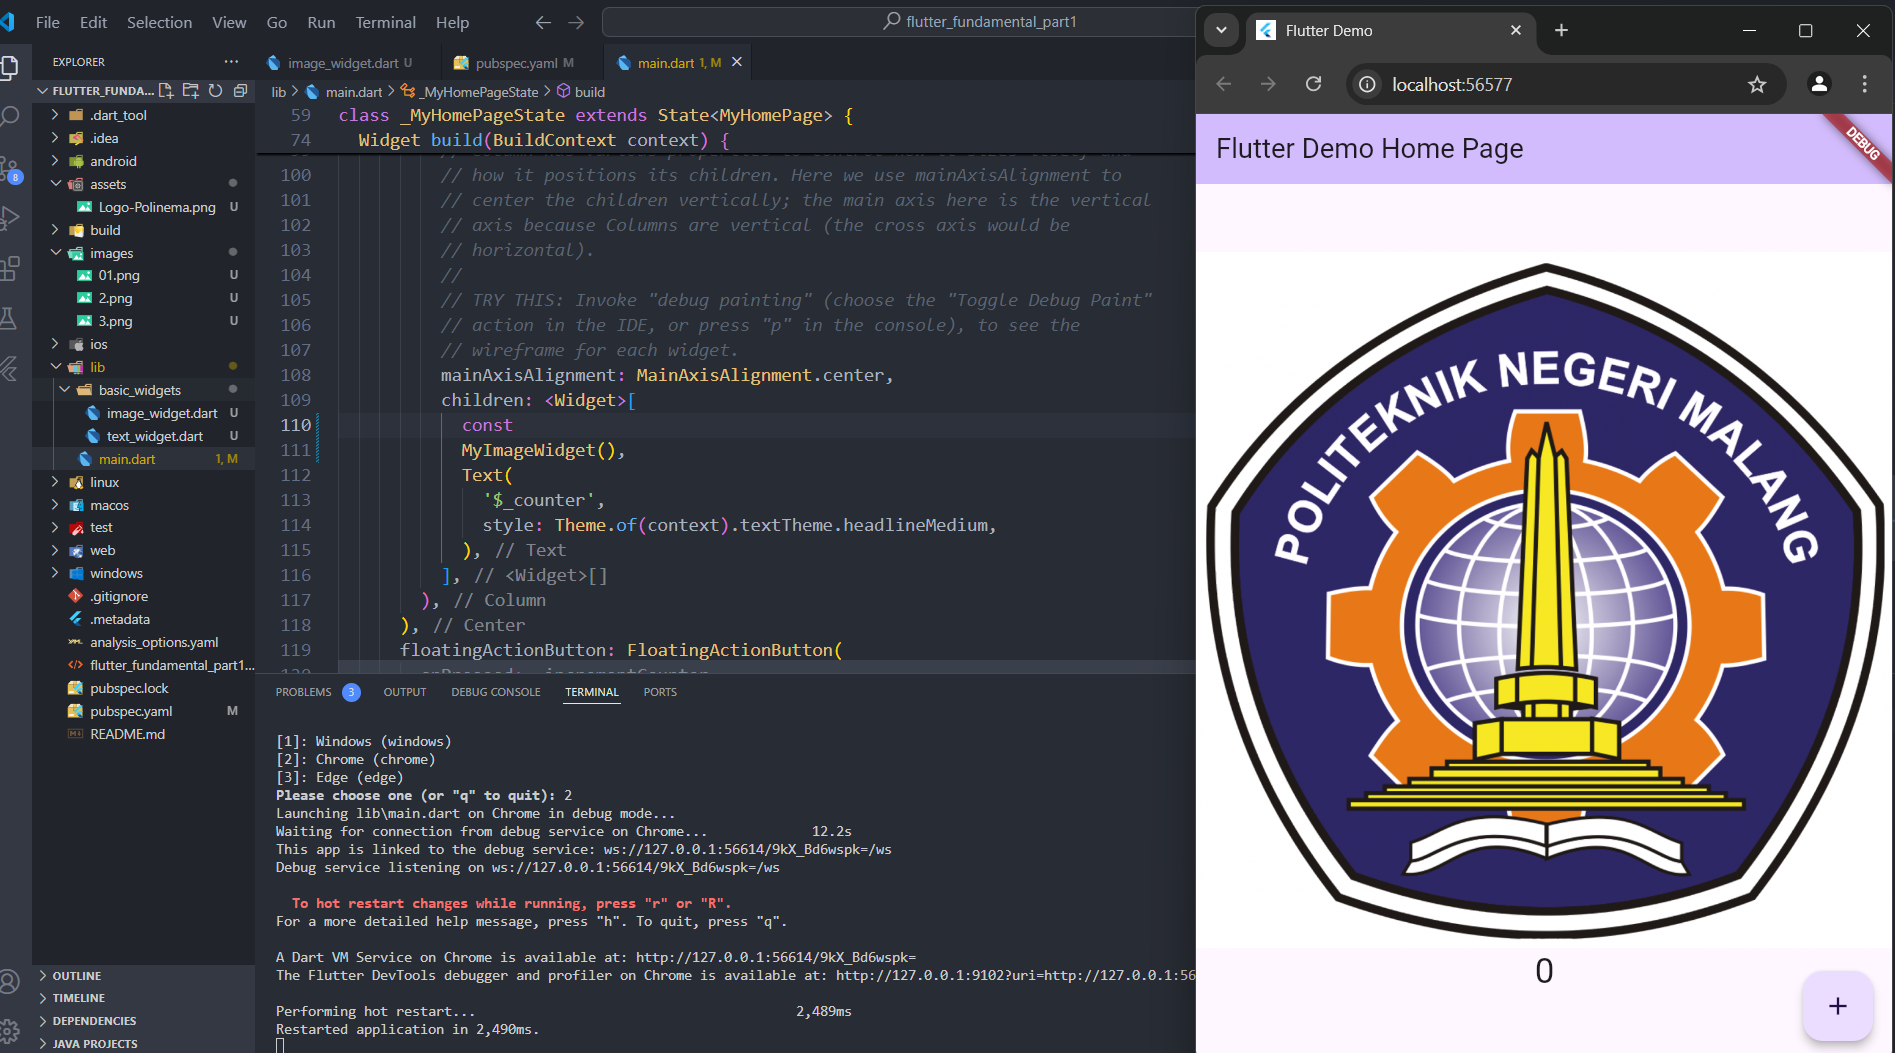 File Edit Selection View Go Run Terminal Help
flutter_fundamental_part1
EXPLORER
FLUTTER_FUNDA...
.dart_tool
.idea
android
assets
Logo-Polinema.png U
build
images
01.png U
2.png U
3.png U
ios
lib
basic_widgets
image_widget.dart U
text_widget.dart U
main.dart 1, M
linux
macos
test
web
windows
.gitignore
.metadata
analysis_options.yaml
flutter_fundamental_part1...
pubspec.lock
pubspec.yaml M
README.md
OUTLINE
TIMELINE
DEPENDENCIES
JAVA PROJECTS
8
image_widget.dart U
pubspec.yaml M
main.dart 1, M
lib > main.dart > _MyHomePageState > build
59 class _MyHomePageState extends State<MyHomePage> {
74 Widget build(BuildContext context) {
100 // how it positions its children. Here we use mainAxisAlignment to
101 // center the children vertically; the main axis here is the vertical
102 // axis because Columns are vertical (the cross axis would be
103 // horizontal).
104 //
105 // TRY THIS: Invoke "debug painting" (choose the "Toggle Debug Paint"
106 // action in the IDE, or press "p" in the console), to see the
107 // wireframe for each widget.
108 mainAxisAlignment: MainAxisAlignment.center,
109 children: <Widget>[
110 const
111 MyImageWidget(),
112 Text(
113 '$_counter',
114 style: Theme.of(context).textTheme.headlineMedium,
115 ), // Text
116 ], // <Widget>[]
117 ), // Column
118 ), // Center
119 floatingActionButton: FloatingActionButton(
PROBLEMS 3 OUTPUT DEBUG CONSOLE TERMINAL PORTS
[1]: Windows (windows)
[2]: Chrome (chrome)
[3]: Edge (edge)
Please choose one (or "q" to quit): 2
Launching lib\main.dart on Chrome in debug mode...
Waiting for connection from debug service on Chrome... 12.2s
This app is linked to the debug service: ws://127.0.0.1:56614/9kX_Bd6wspk=/ws
Debug service listening on ws://127.0.0.1:56614/9kX_Bd6wspk=/ws
To hot restart changes while running, press "r" or "R".
For a more detailed help message, press "h". To quit, press "q".
A Dart VM Service on Chrome is available at: http://127.0.0.1:56614/9kX_Bd6wspk=
The Flutter DevTools debugger and profiler on Chrome is available at: http://127.0.0.1:9102?uri=http://127.0.0.1:56
Performing hot restart... 2,489ms
Restarted application in 2,490ms.
Flutter Demo
localhost:56577
Flutter Demo Home Page
DEBUG
POLITEKNIK NEGERI MALANG
0
+